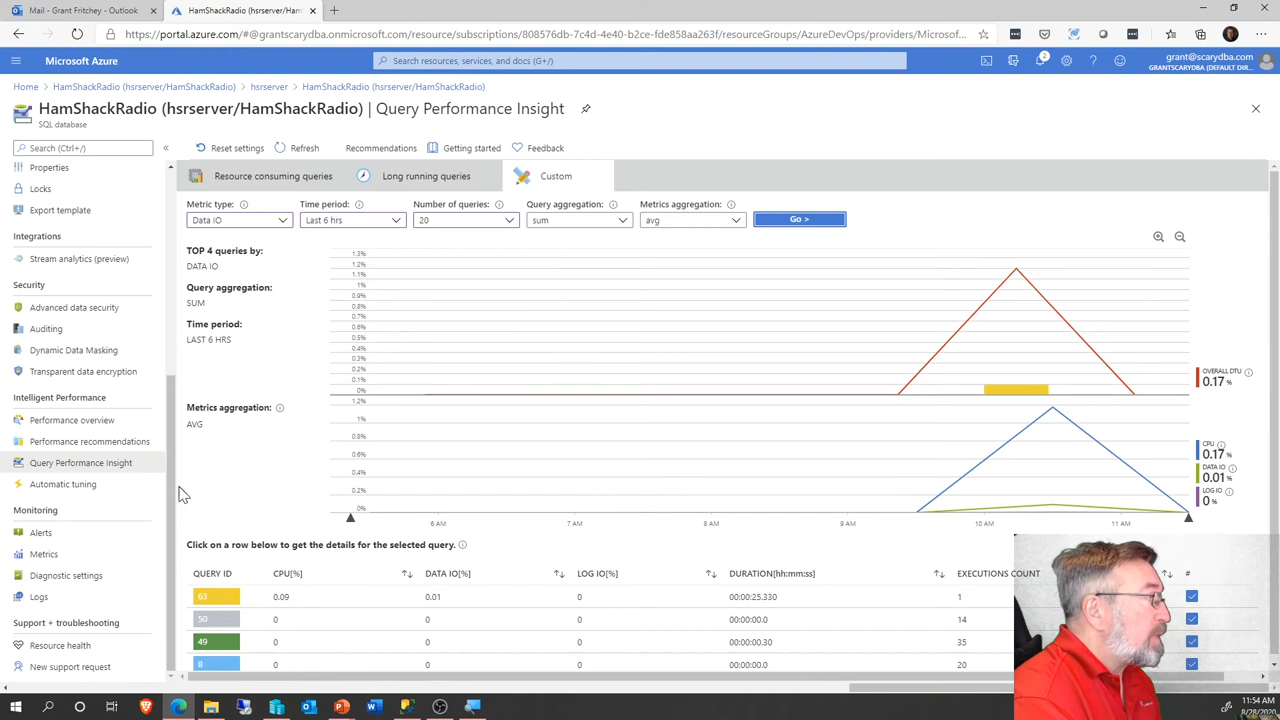 Mail - Grant Fritchey - Outlook
HamShackRadio (hsrserver/HamSha
https://portal.azure.com/#@grantscarydba.onmicrosoft.com/resource/subscriptions/808576db-7c4d-4e40-b2ce-fde858aa263f/resourceGroups/AzureDevOps/providers/Microsof...
Microsoft Azure
Search resources, services, and docs (G+/)
2
grant@scarydba.com
GRANTSCARYDBA (DEFAULT DIR...
Home
HamShackRadio (hsrserver/HamShackRadio)
hsrserver
HamShackRadio (hsrserver/HamShackRadio)
HamShackRadio (hsrserver/HamShackRadio) | Query Performance Insight
SQL database
Search (Ctrl+/)
Reset settings
Refresh
Recommendations
Getting started
Feedback
Properties
Locks
Export template
Integrations
Stream analytics (preview)
Security
Advanced data security
Auditing
Dynamic Data Masking
Transparent data encryption
Intelligent Performance
Performance overview
Performance recommendations
Query Performance Insight
Automatic tuning
Monitoring
Alerts
Metrics
Diagnostic settings
Logs
Support + troubleshooting
Resource health
New support request
Resource consuming queries
Long running queries
Custom
Metric type:
Time period:
Number of queries:
Query aggregation:
Metrics aggregation:
Data IO
Last 6 hrs
20
sum
avg
Go >
TOP 4 queries by:
DATA IO
Query aggregation:
SUM
Time period:
LAST 6 HRS
1.3%
1.2%
1.1%
1%
0.9%
0.8%
0.7%
0.6%
0.5%
0.4%
0.3%
0.2%
0.1%
0%
OVERALL DTU
0.17 %
Metrics aggregation:
AVG
1.2%
1%
0.8%
0.6%
0.4%
0.2%
0%
CPU
0.17 %
DATA IO
0.01 %
LOG IO
0 %
6 AM
7 AM
8 AM
9 AM
10 AM
11 AM
Click on a row below to get the details for the selected query.
QUERY ID
CPU[%]
DATA IO[%]
LOG IO[%]
DURATION[hh:mm:ss]
EXECUTIONS COUNT
#
63 0.09 0.01 0 00:00:25.330 1
50 0 0 0 00:00:00.0 14
49 0 0 0 00:00:00.30 35
8 0 0 0 00:00:00.0 20
11:54 AM
8/28/2020